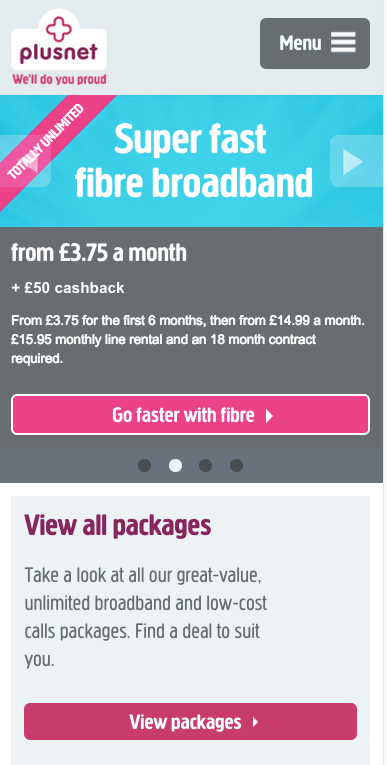 plusnet
We'll do you proud
Menu
TOTALLY UNLIMITED
Super fast
fibre broadband
from £3.75 a month
+ £50 cashback
From £3.75 for the first 6 months, then from £14.99 a month.
£15.95 monthly line rental and an 18 month contract
required.
Go faster with fibre
View all packages
Take a look at all our great-value,
unlimited broadband and low-cost
calls packages. Find a deal to suit
you.
View packages